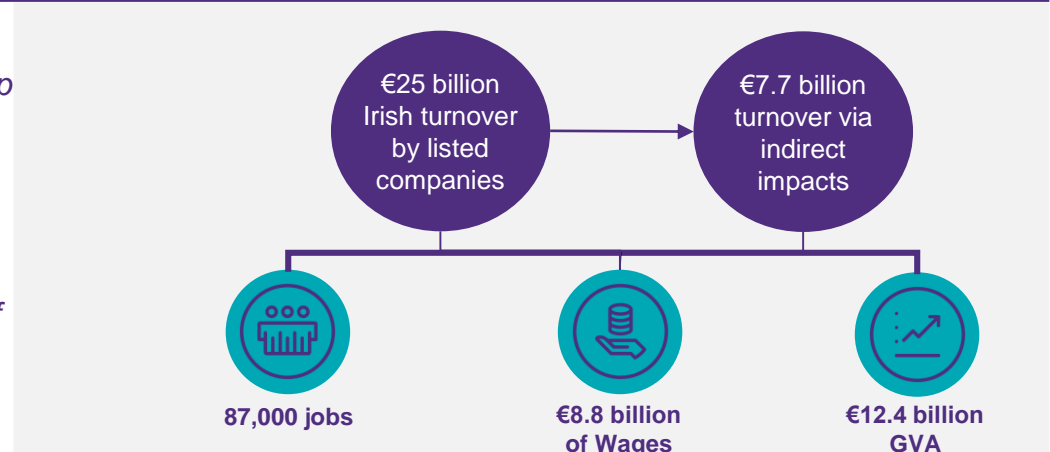 €25 billion
Irish turnover
by listed
companies
€7.7 billion
turnover via
indirect
impacts
87,000 jobs
€8.8 billion
of Wages
€12.4 billion
GVA